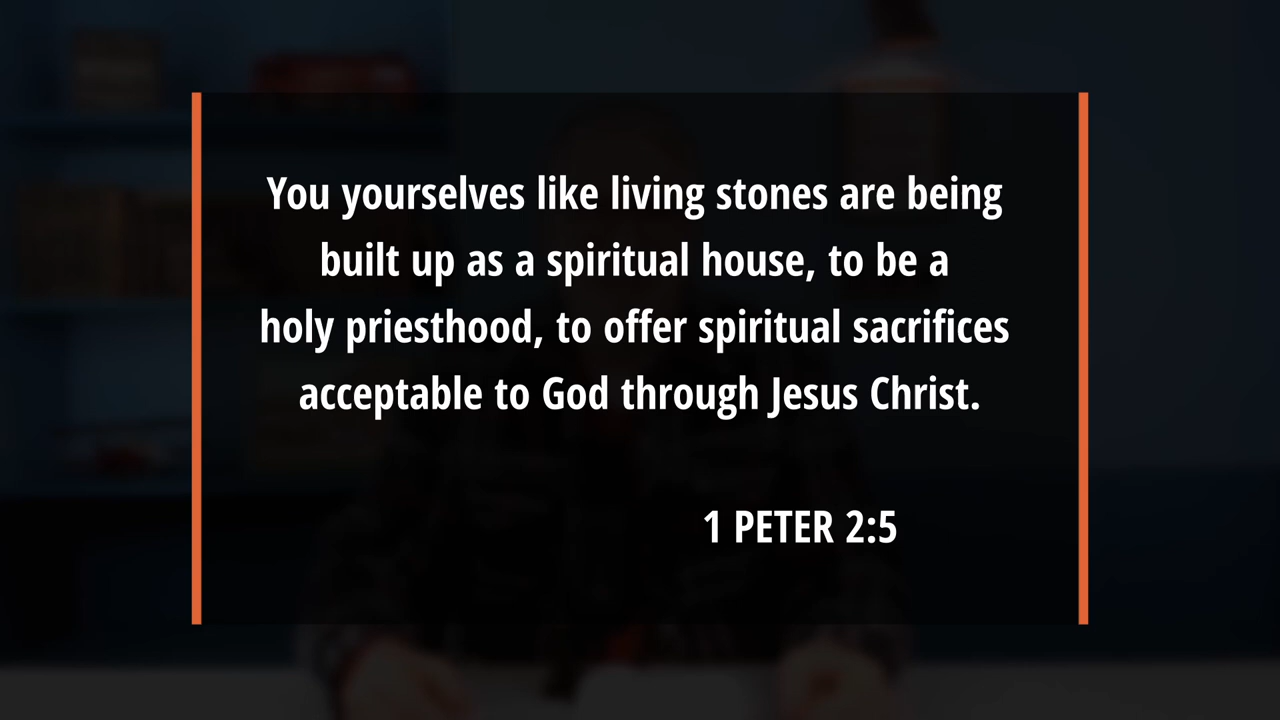 You yourselves like living stones are being
built up as a spiritual house, to be a
holy priesthood, to offer spiritual sacrifices
acceptable to God through Jesus Christ.
1 PETER 2:5